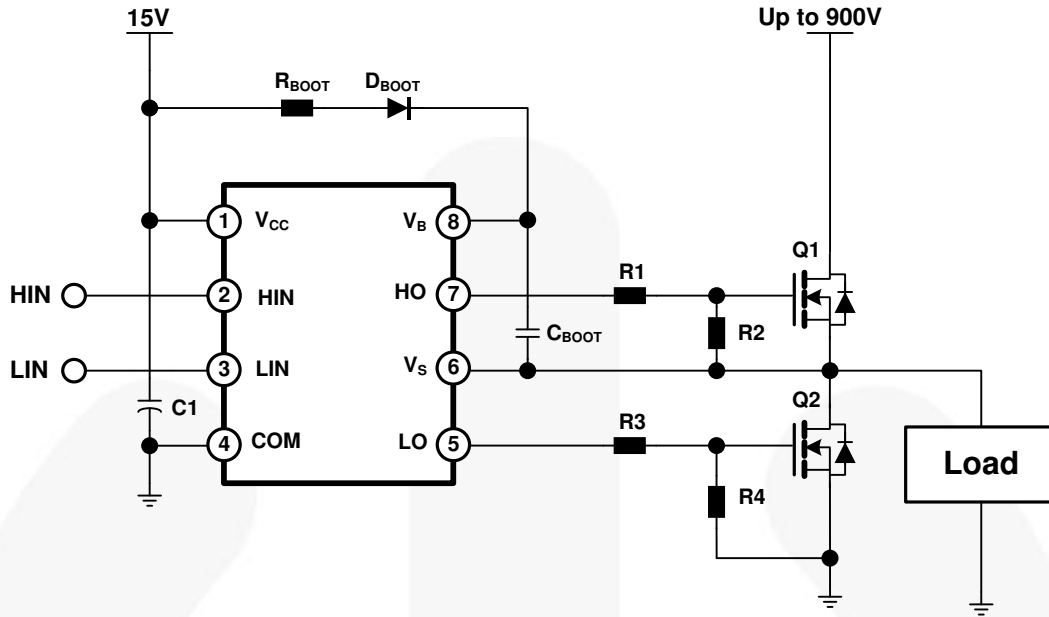 15V
Up to 900V
RBOOT
DBOOT
1
VCC
VB
8
Q1
HIN
2
HIN
HO
7
R1
R2
CBOOT
LIN
3
LIN
VS
6
C1
Q2
4
COM
LO
5
R3
R4
Load